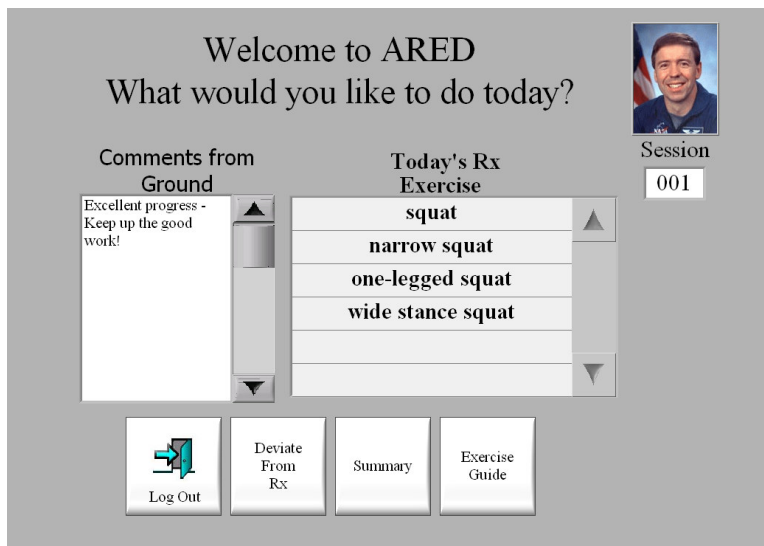 Welcome to ARED
What would you like to do today?
Session
001
Comments from
Ground
Excellent progress -
Keep up the good
work!
Today's Rx
Exercise
squat
narrow squat
one-legged squat
wide stance squat
Log Out
Deviate
From
Rx
Summary
Exercise
Guide